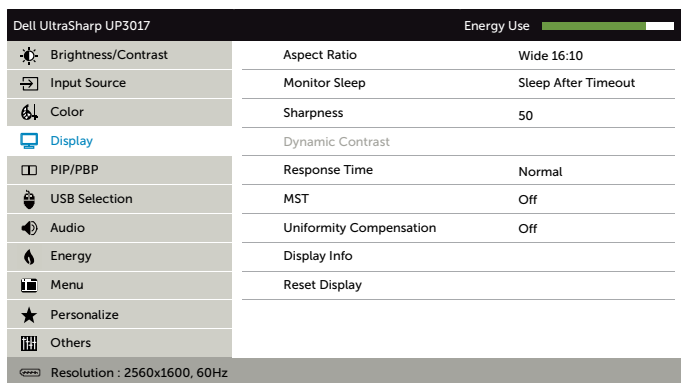 Dell UltraSharp UP3017 Energy Use
Brightness/Contrast Aspect Ratio Wide 16:10
Input Source Monitor Sleep Sleep After Timeout
Color Sharpness 50
Display Dynamic Contrast
PIP/PBP Response Time Normal
USB Selection MST Off
Audio Uniformity Compensation Off
Energy Display Info
Menu Reset Display
Personalize
Others
Resolution : 2560x1600, 60Hz